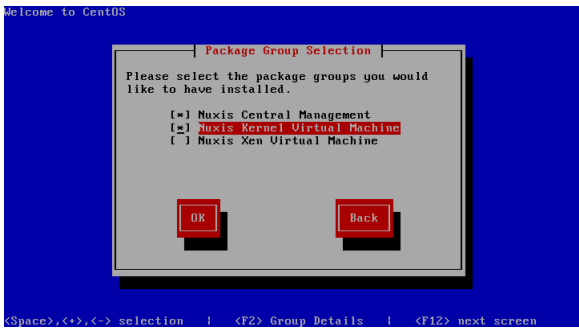 Welcome to CentOS
Package Group Selection
Please select the package groups you would
like to have installed.
[*] Nuxis Central Management
[*] Nuxis Kernel Virtual Machine
[ ] Nuxis Xen Virtual Machine
OK Back
<Space>,<+>,<-> selection | <F2> Group Details | <F12> next screen